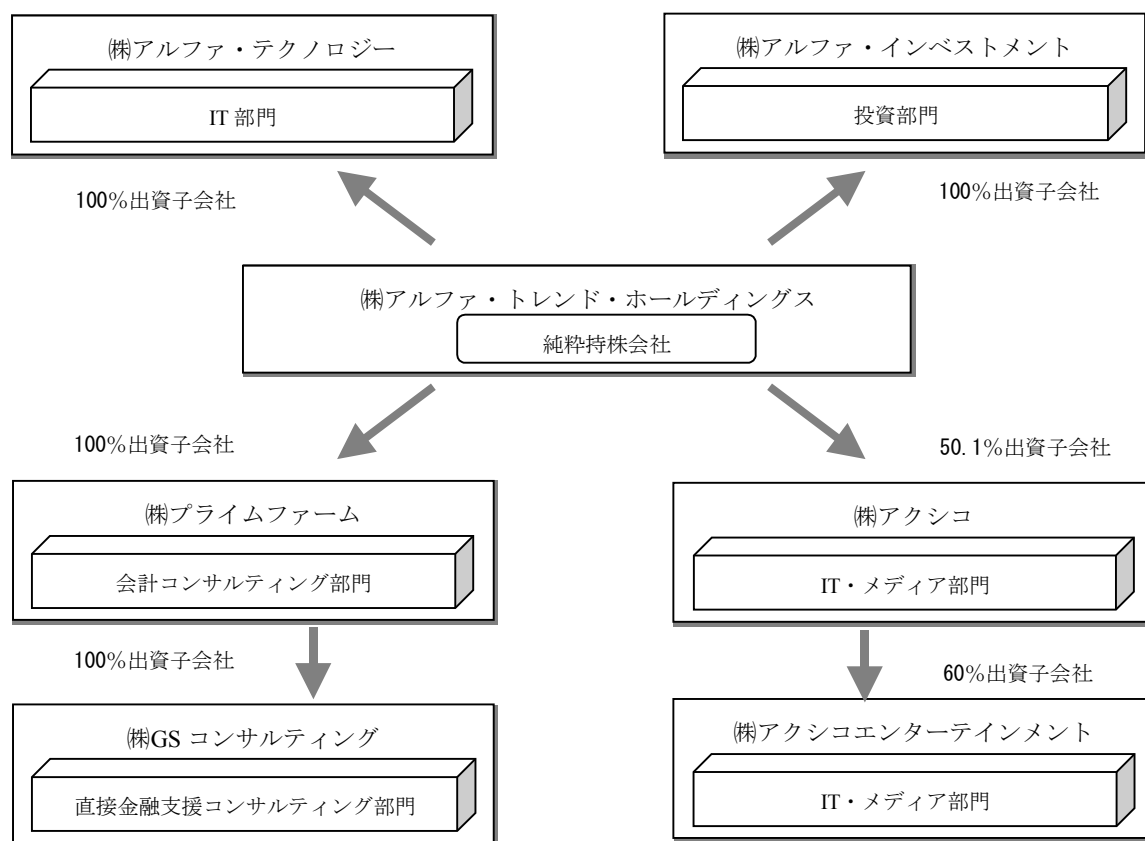 ㈱アルファ・テクノロジー
IT 部門
100%出資子会社
㈱アルファ・インベストメント
投資部門
100%出資子会社
㈱アルファ・トレンド・ホールディングス
純粋持株会社
100%出資子会社
50.1%出資子会社
㈱プライムファーム
会計コンサルティング部門
㈱アクシコ
IT・メディア部門
100%出資子会社
60%出資子会社
㈱GS コンサルティング
直接金融支援コンサルティング部門
㈱アクシコエンターテインメント
IT・メディア部門